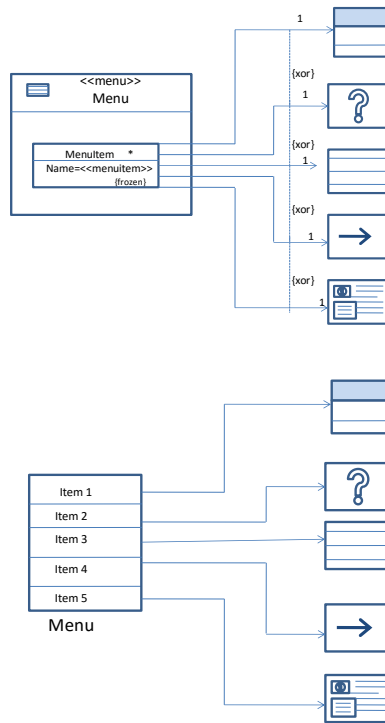 1
<<menu>>
Menu
{xor}
1
MenuItem *
Name=<<menuitem>>
{frozen}
{xor}
1
{xor}
1
{xor}
1
Item 1
Item 2
Item 3
Item 4
Item 5
Menu